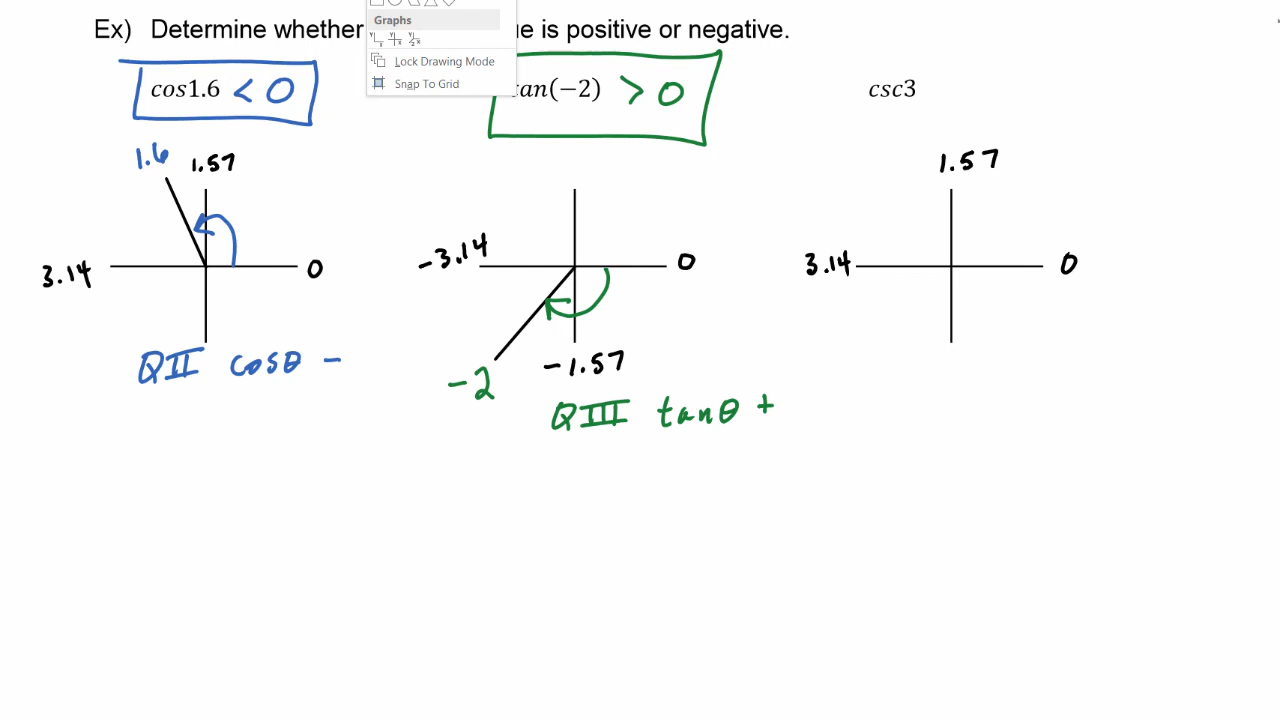 Ex) Determine whether is positive or negative.
Graphs
Lock Drawing Mode
Snap To Grid
cos1.6 < 0
tan(−2) > 0
csc3
1.6 1.57
3.14 0
QII cosθ −
-3.14 0
-1.57
-2
QIII tanθ +
1.57
3.14 0